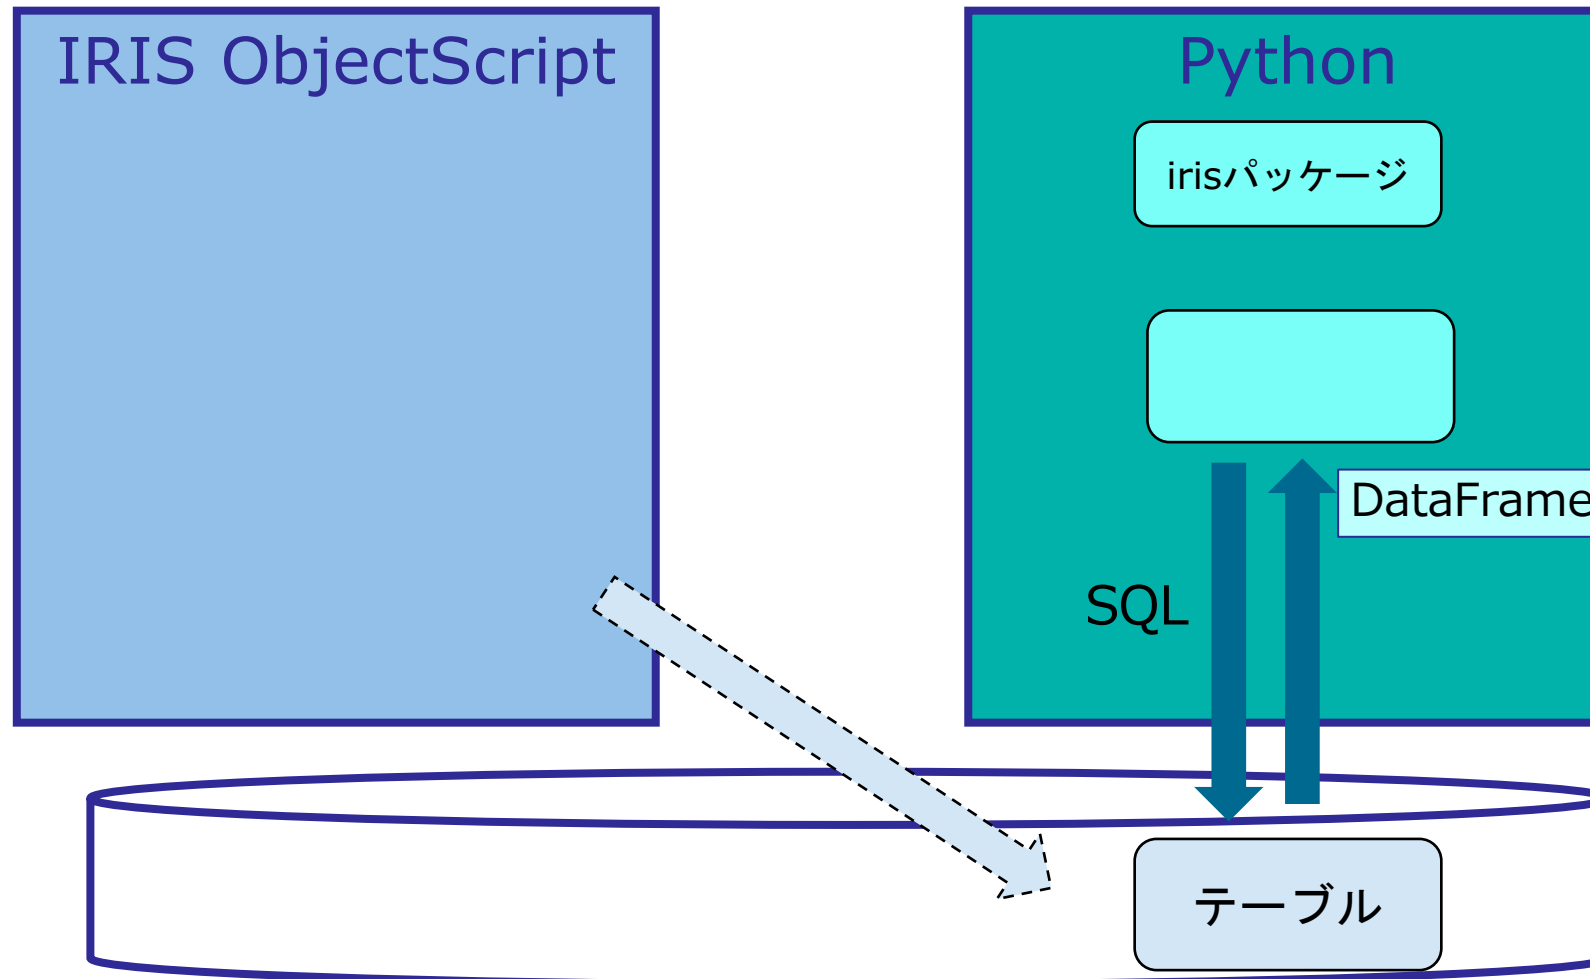 IRIS ObjectScript
Python
irisパッケージ
DataFrame
SQL
テーブル